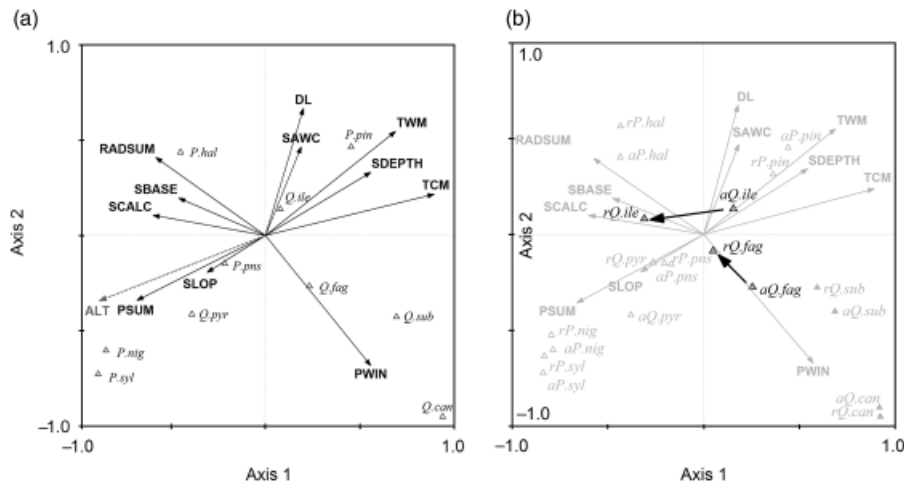 (a)
1.0
DL
TWM
SAWC
P.pin
RADSUM
P.hal
SDEPTH
SBASE
TCM
Q.ile
SCALC
Axis 2
P.pns
SLOP
Q.fag
ALT
PSUM
Q.pyr
Q.sub
P.nig
PWIN
P.syl
Q.can
–1.0
–1.0
1.0
Axis 1
(b)
1.0
DL
rP.hal
TWM
SAWC
aP.pin
RADSUM
aP.hal
rP.pin
SDEPTH
SBASE
aQ.ile
TCM
SCALC
rQ.ile
Axis 2
rQ.fag
rQ.pyr
rP.pns
aP.pns
SLOP
aQ.fag
rQ.sub
PSUM
aQ.pyr
aQ.sub
rP.nig
aP.nig
rP.syl
PWIN
aP.syl
aQ.can
rQ.can
–1.0
–1.0
1.0
Axis 1